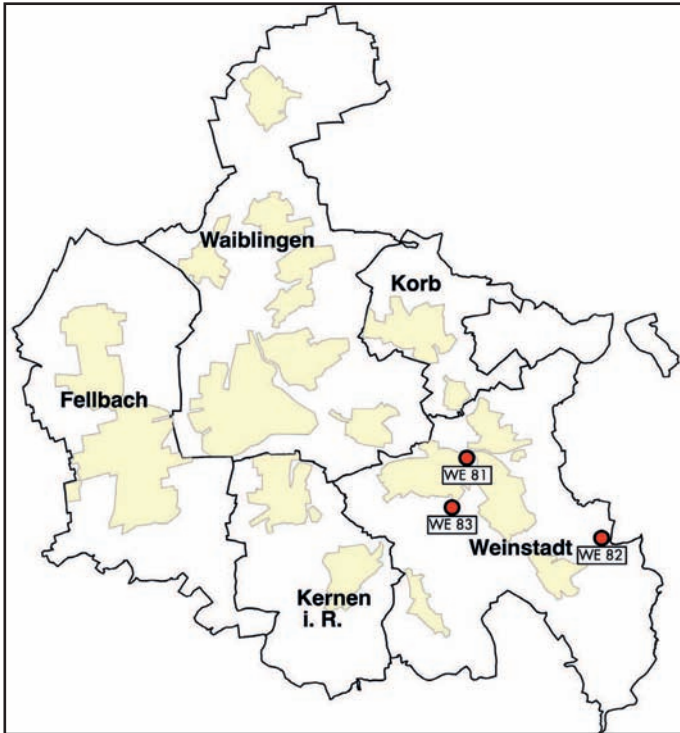 Waiblingen
Korb
Fellbach
WE 81
WE 83
Weinstadt
WE 82
Kernen
i. R.